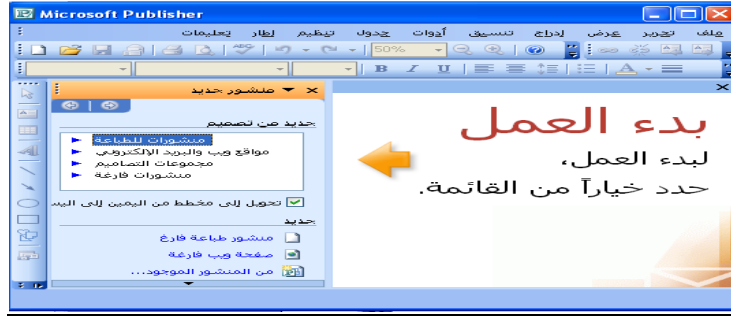 Microsoft Publisher
ملف تحرير عرض إدراج تنسيق أدوات جدول تنظيم إطار تعليمات
50%
B I U
منشور جديد
جديد من تصميم
منشورات للطباعة
مواقع ويب والبريد الإلكتروني
مجموعات التصاميم
منشورات فارغة
تحويل إلى مخطط من اليمين إلى اليس
جديد
منشور طباعة فارغ
صفحة ويب فارغة
من المنشور الموجود...
بدء العمل
لبدء العمل،
حدد خياراً من القائمة.